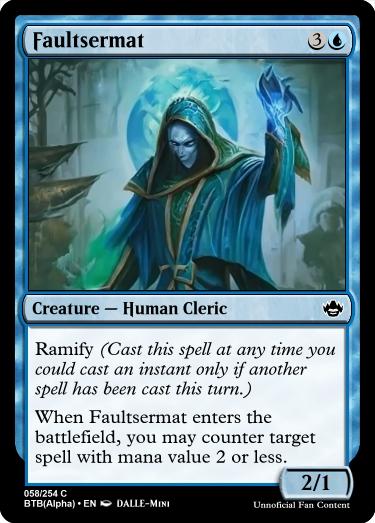 Faultsermat 3
Creature — Human Cleric
Ramify (Cast this spell at any time you
could cast an instant only if another
spell has been cast this turn.)
When Faultsermat enters the
battlefield, you may counter target
spell with mana value 2 or less.
2/1
058/254 C
BTB(Alpha) • EN DALLE-Mini
Unofficial Fan Content